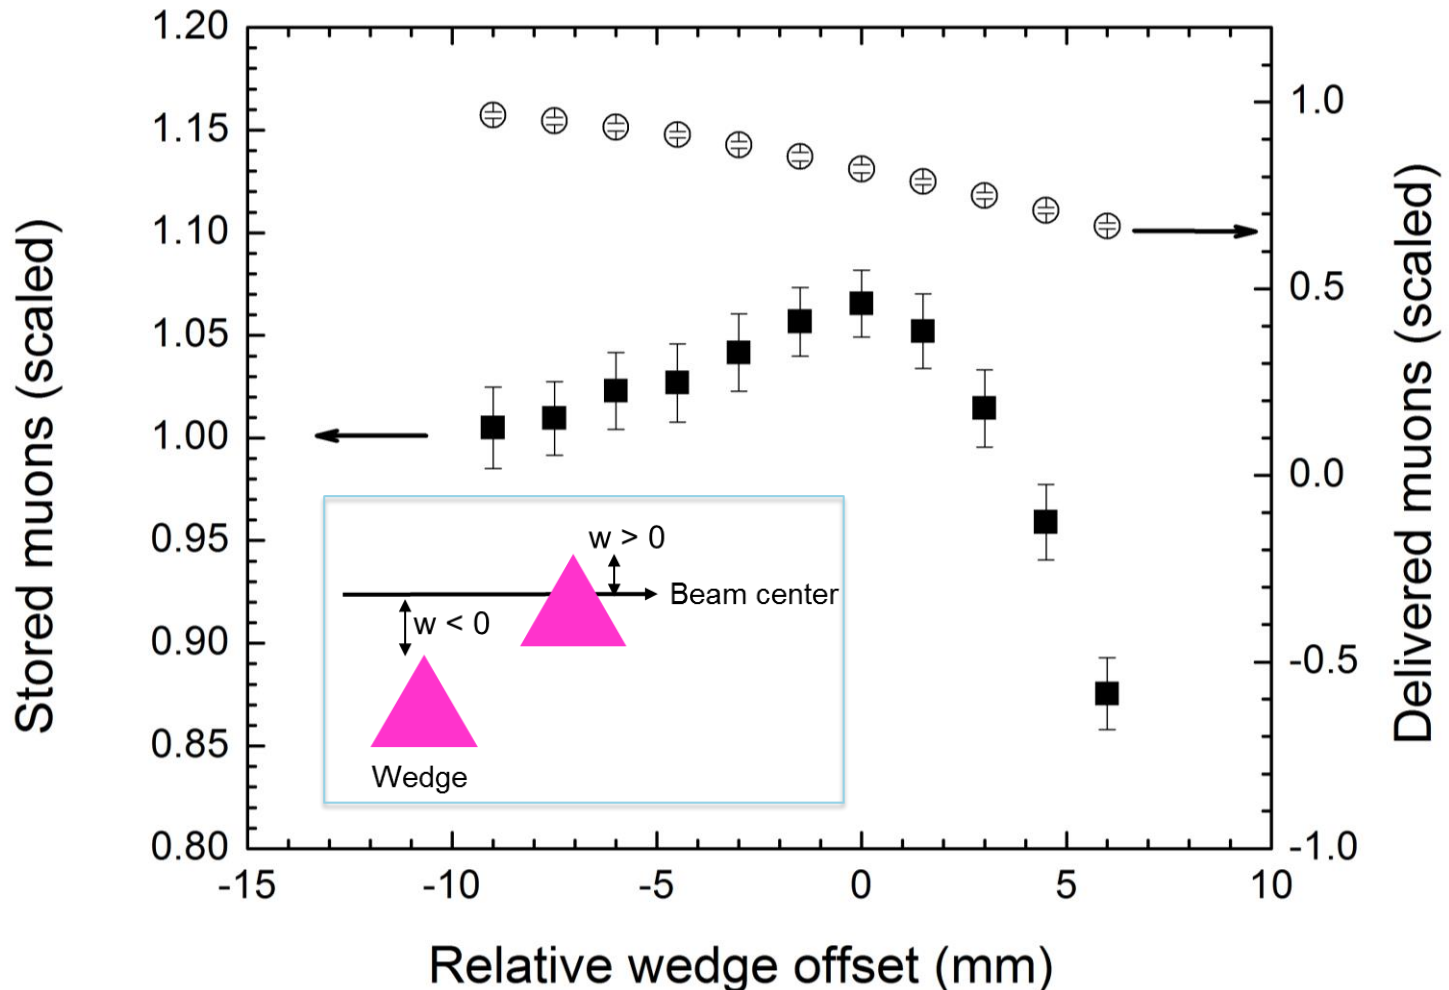 Stored muons (scaled)
1.20
1.15
1.10
1.05
1.00
0.95
0.90
0.85
0.80
w > 0
Beam center
w < 0
Wedge
1.0
0.5
0.0
-0.5
-1.0
Delivered muons (scaled)
-15 -10 -5 0 5 10
Relative wedge offset (mm)